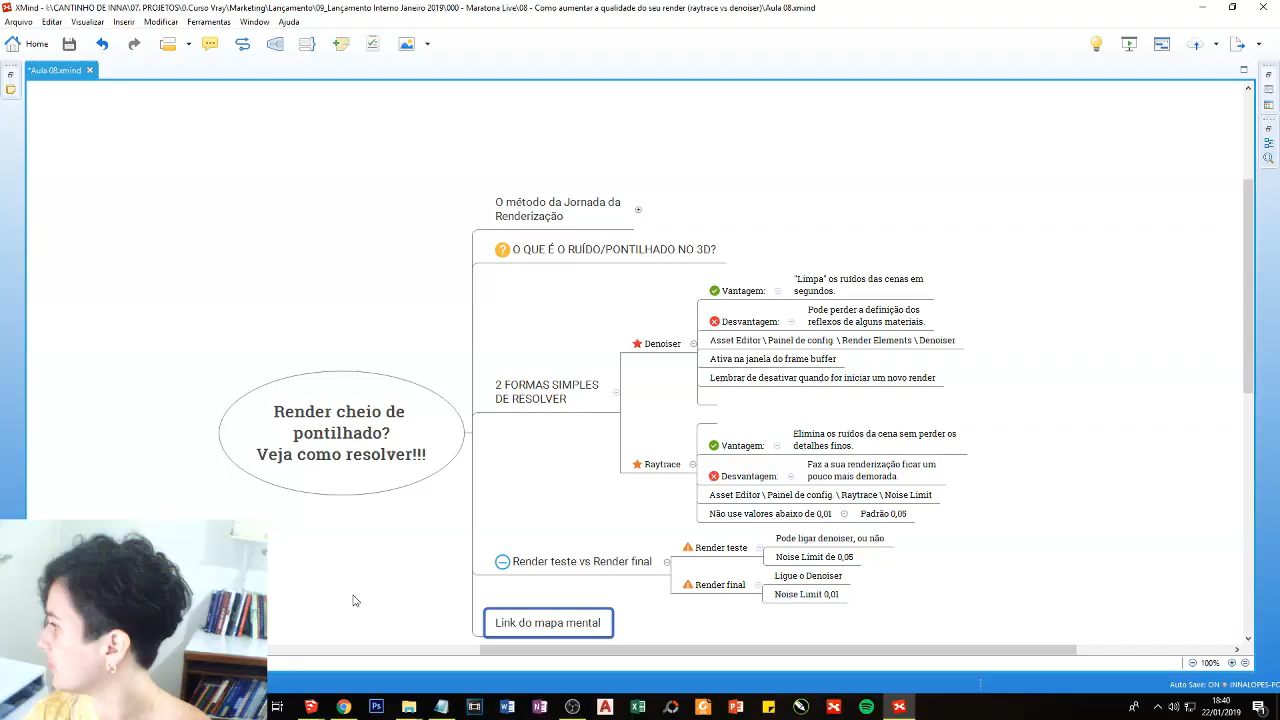 XMind - I:\CANTINHO DE INNA\07. PROJETOS\0.Curso Vray\Marketing\Lançamento\09_Lançamento Interno Janeiro 2019\000 - Maratona Live\08 - Como aumentar a qualidade do seu render (raytrace vs denoiser)\Aula 08.xmind
Arquivo Editar Visualizar Inserir Modificar Ferramentas Window Ajuda
Home
*Aula 08.xmind
O método da Jornada da
Renderização
O QUE É O RUÍDO/PONTILHADO NO 3D?
"Limpa" os ruídos das cenas em
segundos.
Vantagem:
Pode perder a definição dos
reflexos de alguns materiais.
Desvantagem:
Asset Editor \ Painel de config. \ Render Elements \ Denoiser
Denoiser
Ativa na janela do frame buffer
Lembrar de desativar quando for iniciar um novo render
2 FORMAS SIMPLES
DE RESOLVER
Render cheio de
pontilhado?
Veja como resolver!!!
Elimina os ruídos da cena sem perder os
detalhes finos.
Vantagem:
Raytrace
Faz a sua renderização ficar um
pouco mais demorada.
Desvantagem:
Asset Editor \ Painel de config. \ Raytrace \ Noise Limit
Não use valores abaixo de 0,01
Padrão 0,05
Pode ligar denoiser, ou não
Render teste
Noise Limit de 0,05
Render teste vs Render final
Ligue o Denoiser
Render final
Noise Limit 0,01
Link do mapa mental
100%
Auto Save: ON
INNALOPES-PC
18:40
22/01/2019